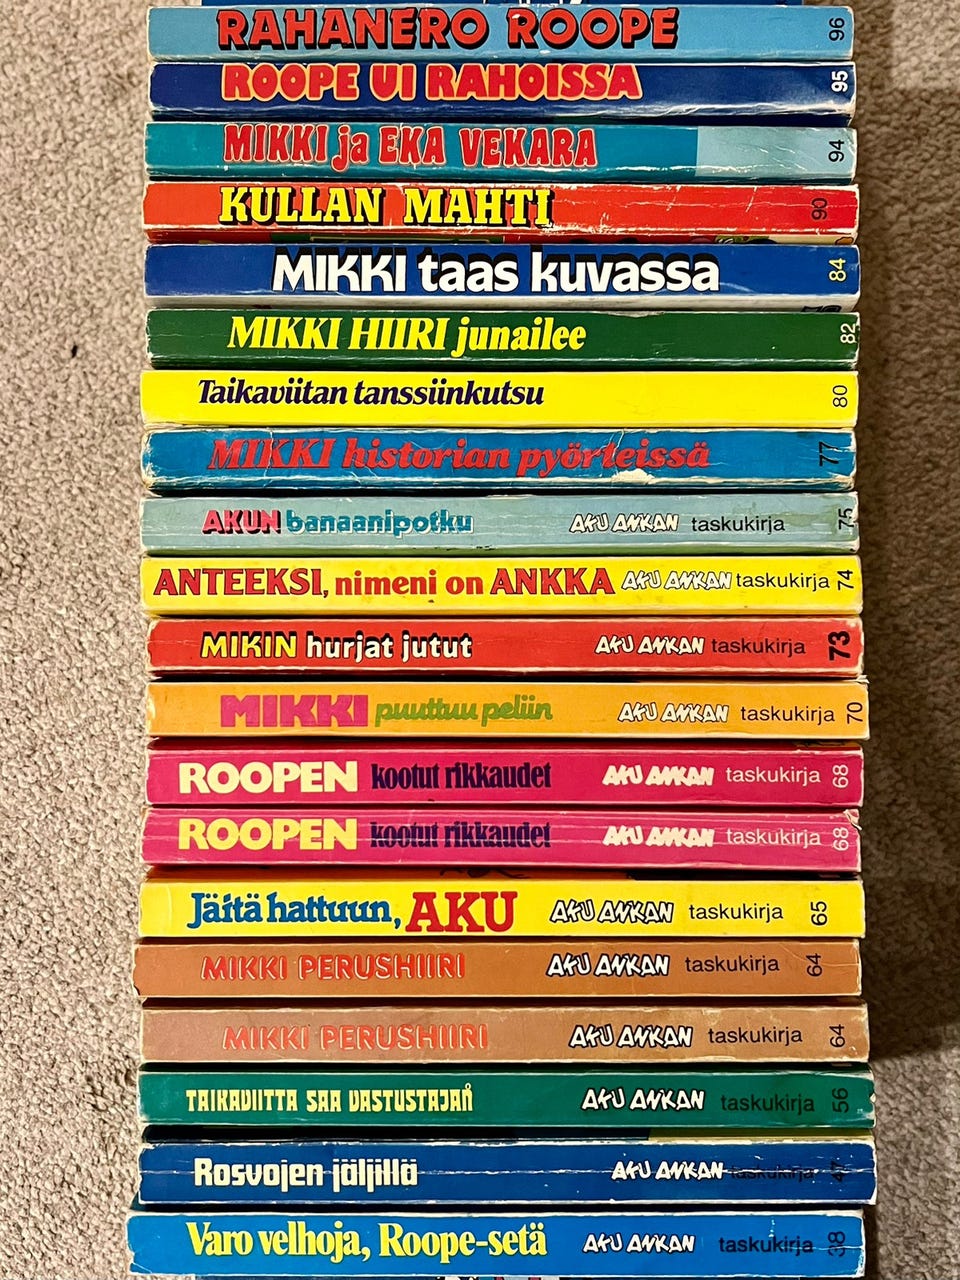 RAHANERO ROOPE 96
ROOPE UI RAHOISSA 95
MIKKI ja EKA VEKARA 94
KULLAN MAHTI 90
MIKKI taas kuvassa 84
MIKKI HIIRI junailee 82
Taikaviitan tanssiinkutsu 80
MIKKI historian pyörteissä 77
AKUN banaanipotku AKU ANKAN taskukirja 75
ANTEEKSI, nimeni on ANKKA AKU ANKAN taskukirja 74
MIKIN hurjat jutut AKU ANKAN taskukirja 73
MIKKI puuttuu peliin AKU ANKAN taskukirja 70
ROOPEN kootut rikkaudet AKU ANKAN taskukirja 68
ROOPEN kootut rikkaudet AKU ANKAN taskukirja 68
Jäitä hattuun, AKU AKU ANKAN taskukirja 65
MIKKI PERUSHIIRI AKU ANKAN taskukirja 64
MIKKI PERUSHIIRI AKU ANKAN taskukirja 64
TAIKAVIITTA SAA VASTUSTAJAN AKU ANKAN taskukirja 56
Rosvojen jäljillä AKU ANKAN taskukirja 47
Varo velhoja, Roope-setä AKU ANKAN taskukirja 38